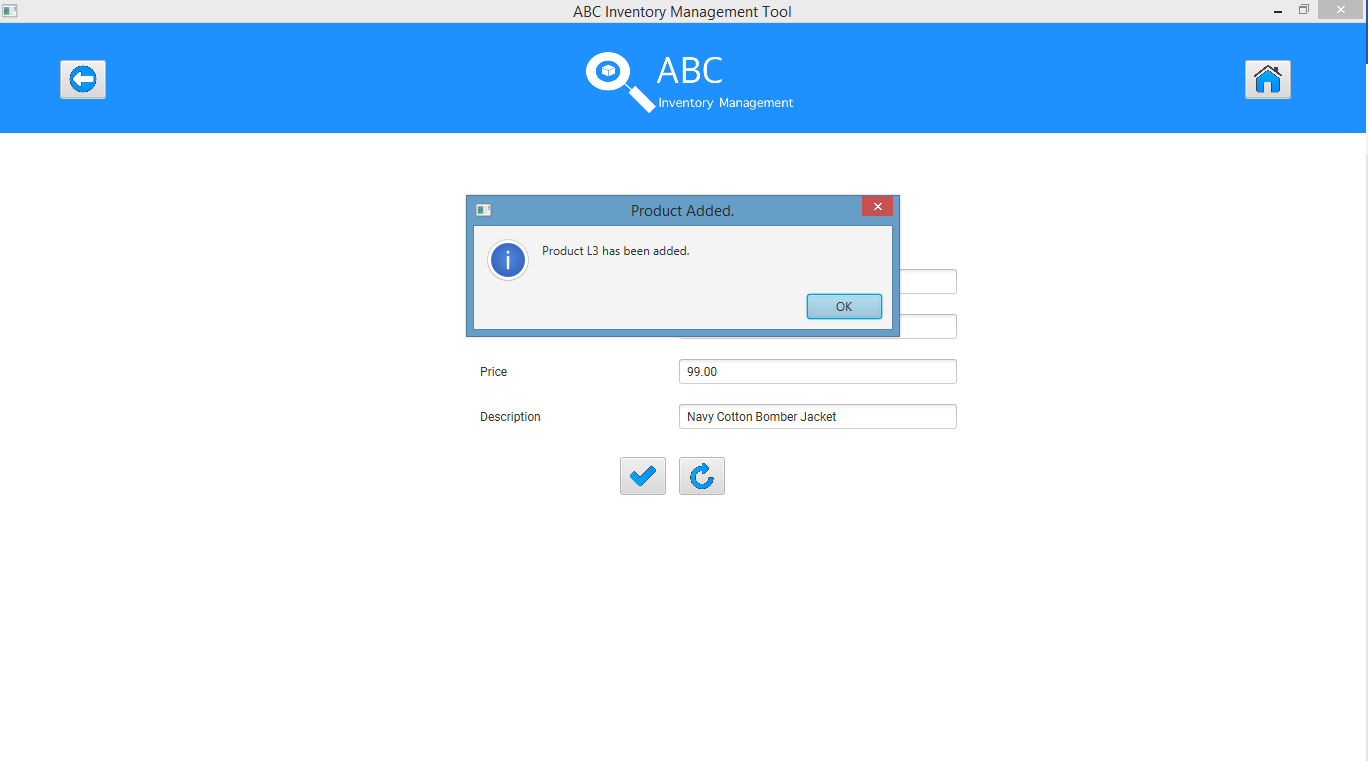 ABC Inventory Management Tool
ABC
Inventory Management
Product Added.
Product L3 has been added.
OK
Price
99.00
Description
Navy Cotton Bomber Jacket